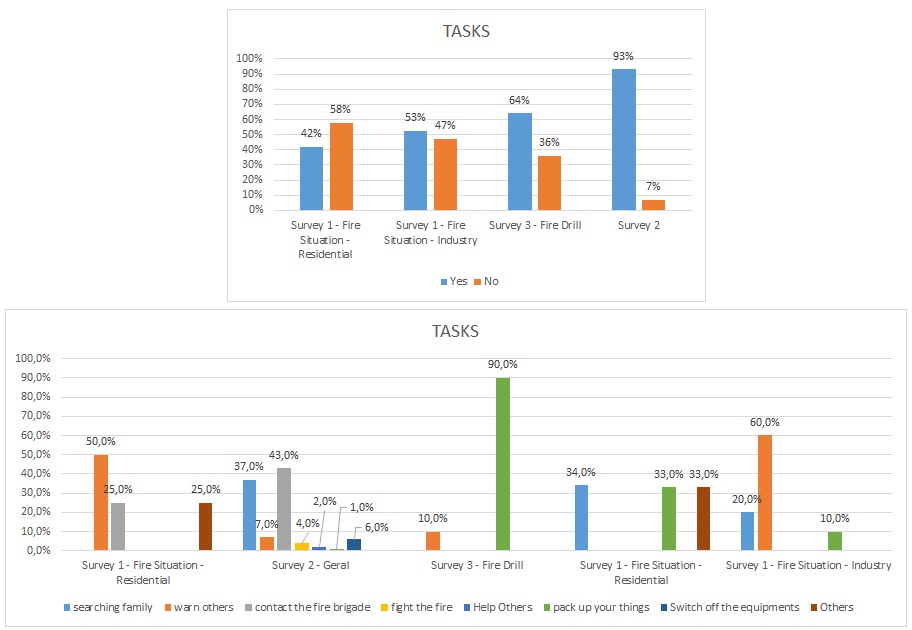 TASKS
100%
90%
80%
70%
60%
50%
40%
30%
20%
10%
0%
42%
58%
53%
47%
64%
36%
93%
7%
Survey 1 - Fire
Situation -
Residential
Survey 1 - Fire
Situation - Industry
Survey 3 - Fire Drill
Survey 2
Yes No
TASKS
100,0%
90,0%
80,0%
70,0%
60,0%
50,0%
40,0%
30,0%
20,0%
10,0%
0,0%
50,0%
25,0%
25,0%
37,0%
7,0%
43,0%
4,0%
2,0%
1,0%
6,0%
10,0%
90,0%
34,0%
33,0%
33,0%
20,0%
60,0%
10,0%
Survey 1 - Fire Situation -
Residential
Survey 2 - Geral
Survey 3 - Fire Drill
Survey 1 - Fire Situation -
Residential
Survey 1 - Fire Situation - Industry
searching family warn others contact the fire brigade fight the fire Help Others pack up your things Switch off the equipments Others